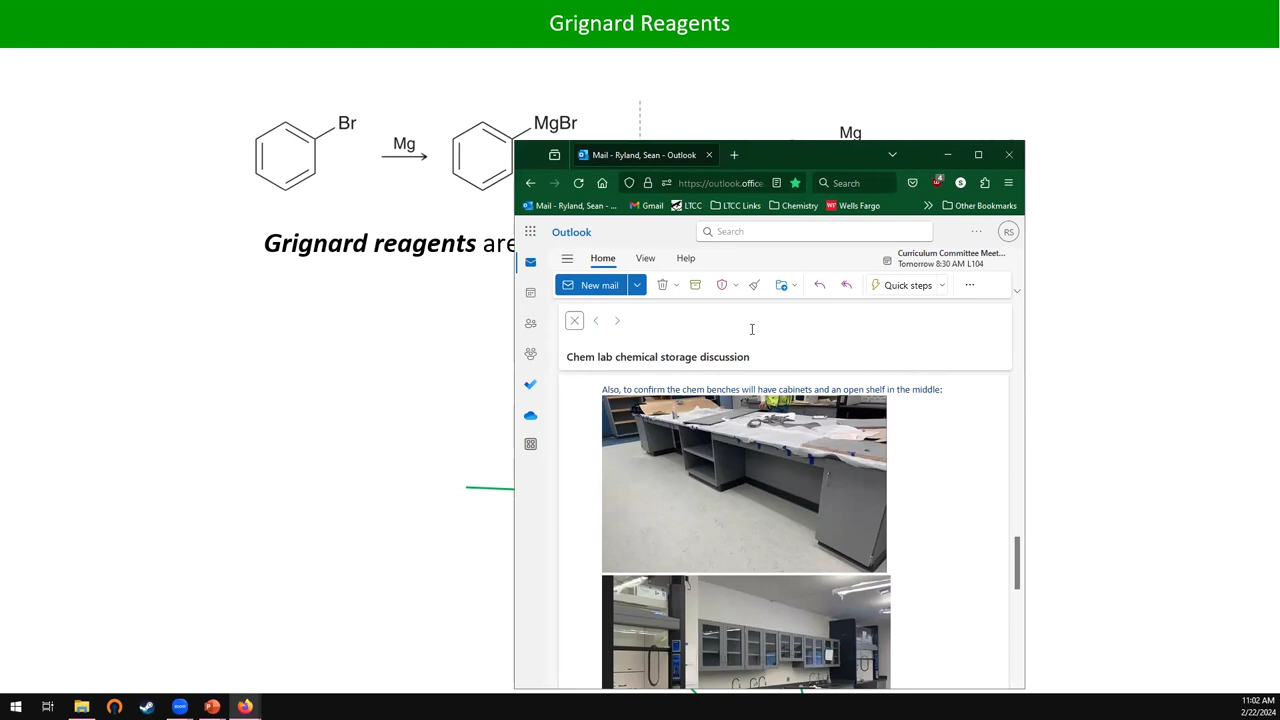 Grignard Reagents
Br
Mg
MgBr
Mg
Grignard reagents are
Mail - Ryland, Sean - Outlook
https://outlook.office
4
S
Search
Mail - Ryland, Sean - ...
Gmail
LTCC
LTCC Links
Chemistry
WF
Wells Fargo
Other Bookmarks
Outlook
Search
...
RS
Home
View
Help
Curriculum Committee Meet...
Tomorrow 8:30 AM L104
New mail
Quick steps
...
Chem lab chemical storage discussion
Also, to confirm the chem benches will have cabinets and an open shelf in the middle:
zoom
11:02 AM
2/22/2024